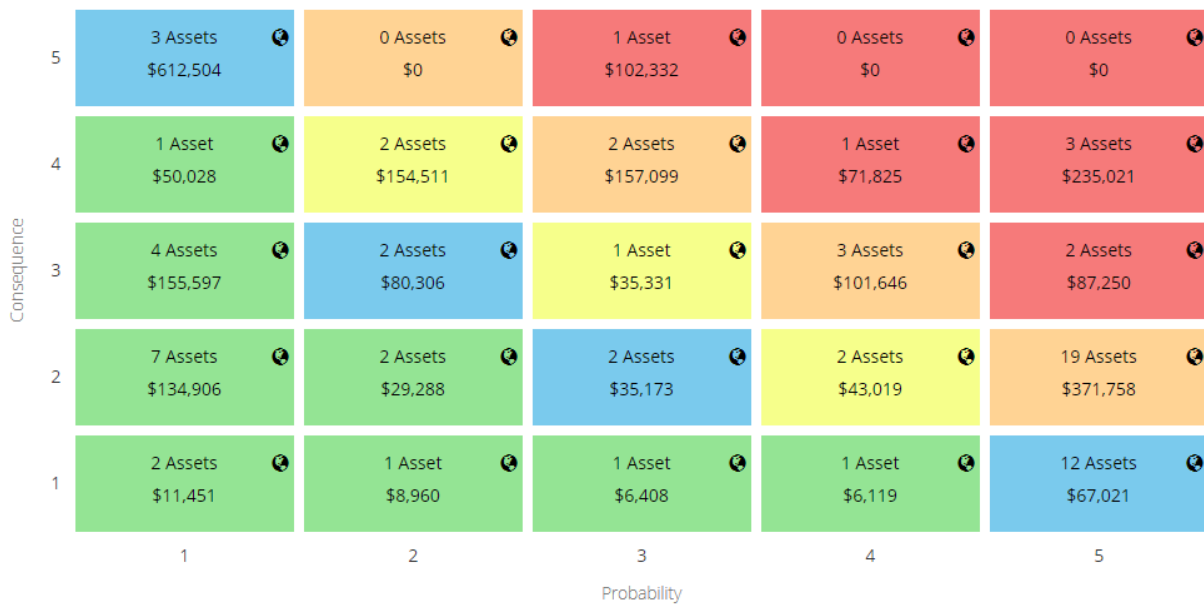 5
3 Assets
$612,504
0 Assets
$0
1 Asset
$102,332
0 Assets
$0
0 Assets
$0
4
1 Asset
$50,028
2 Assets
$154,511
2 Assets
$157,099
1 Asset
$71,825
3 Assets
$235,021
Consequence
3
4 Assets
$155,597
2 Assets
$80,306
1 Asset
$35,331
3 Assets
$101,646
2 Assets
$87,250
2
7 Assets
$134,906
2 Assets
$29,288
2 Assets
$35,173
2 Assets
$43,019
19 Assets
$371,758
1
2 Assets
$11,451
1 Asset
$8,960
1 Asset
$6,408
1 Asset
$6,119
12 Assets
$67,021
1
2
3
4
5
Probability